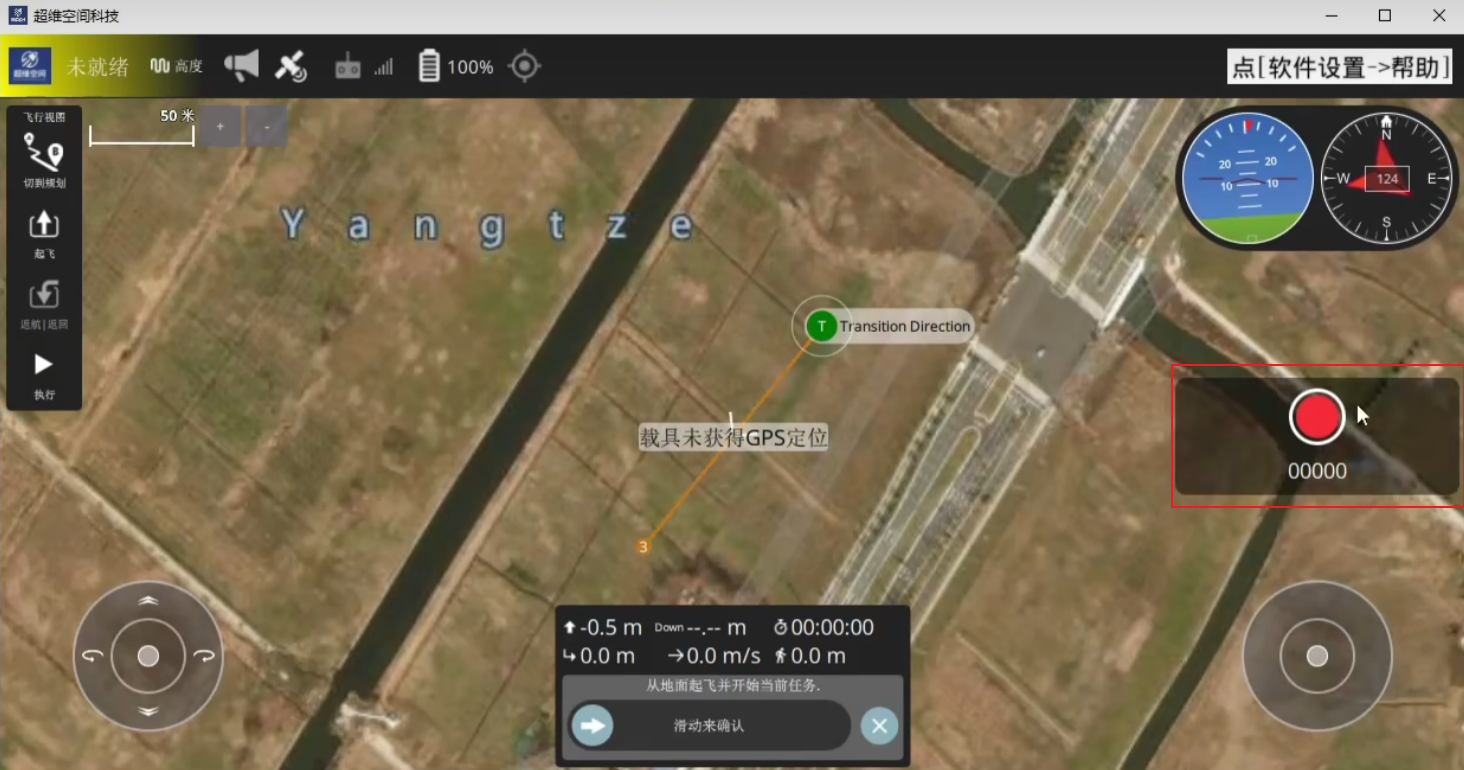 超维空间科技
超维空间
未就绪
高度
100%
点[软件设置->帮助]
飞行视图
50 米
+
-
切到规划
起飞
返航|返回
执行
Yangtze
20
20
10
10
N
W
124
E
S
T
Transition Direction
载具未获得GPS定位
3
00000
-0.5 m
Down
--.-- m
00:00:00
0.0 m
0.0 m/s
0.0 m
从地面起飞并开始当前任务.
滑动来确认